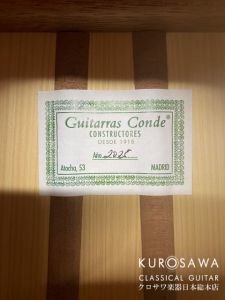 Guitarras Conde®
CONSTRUCTORES
DESDE 1915
Año
Atocha, 53 MADRID
KUROSAWA
CLASSICAL GUITAR
クロサワ楽器日本総本店